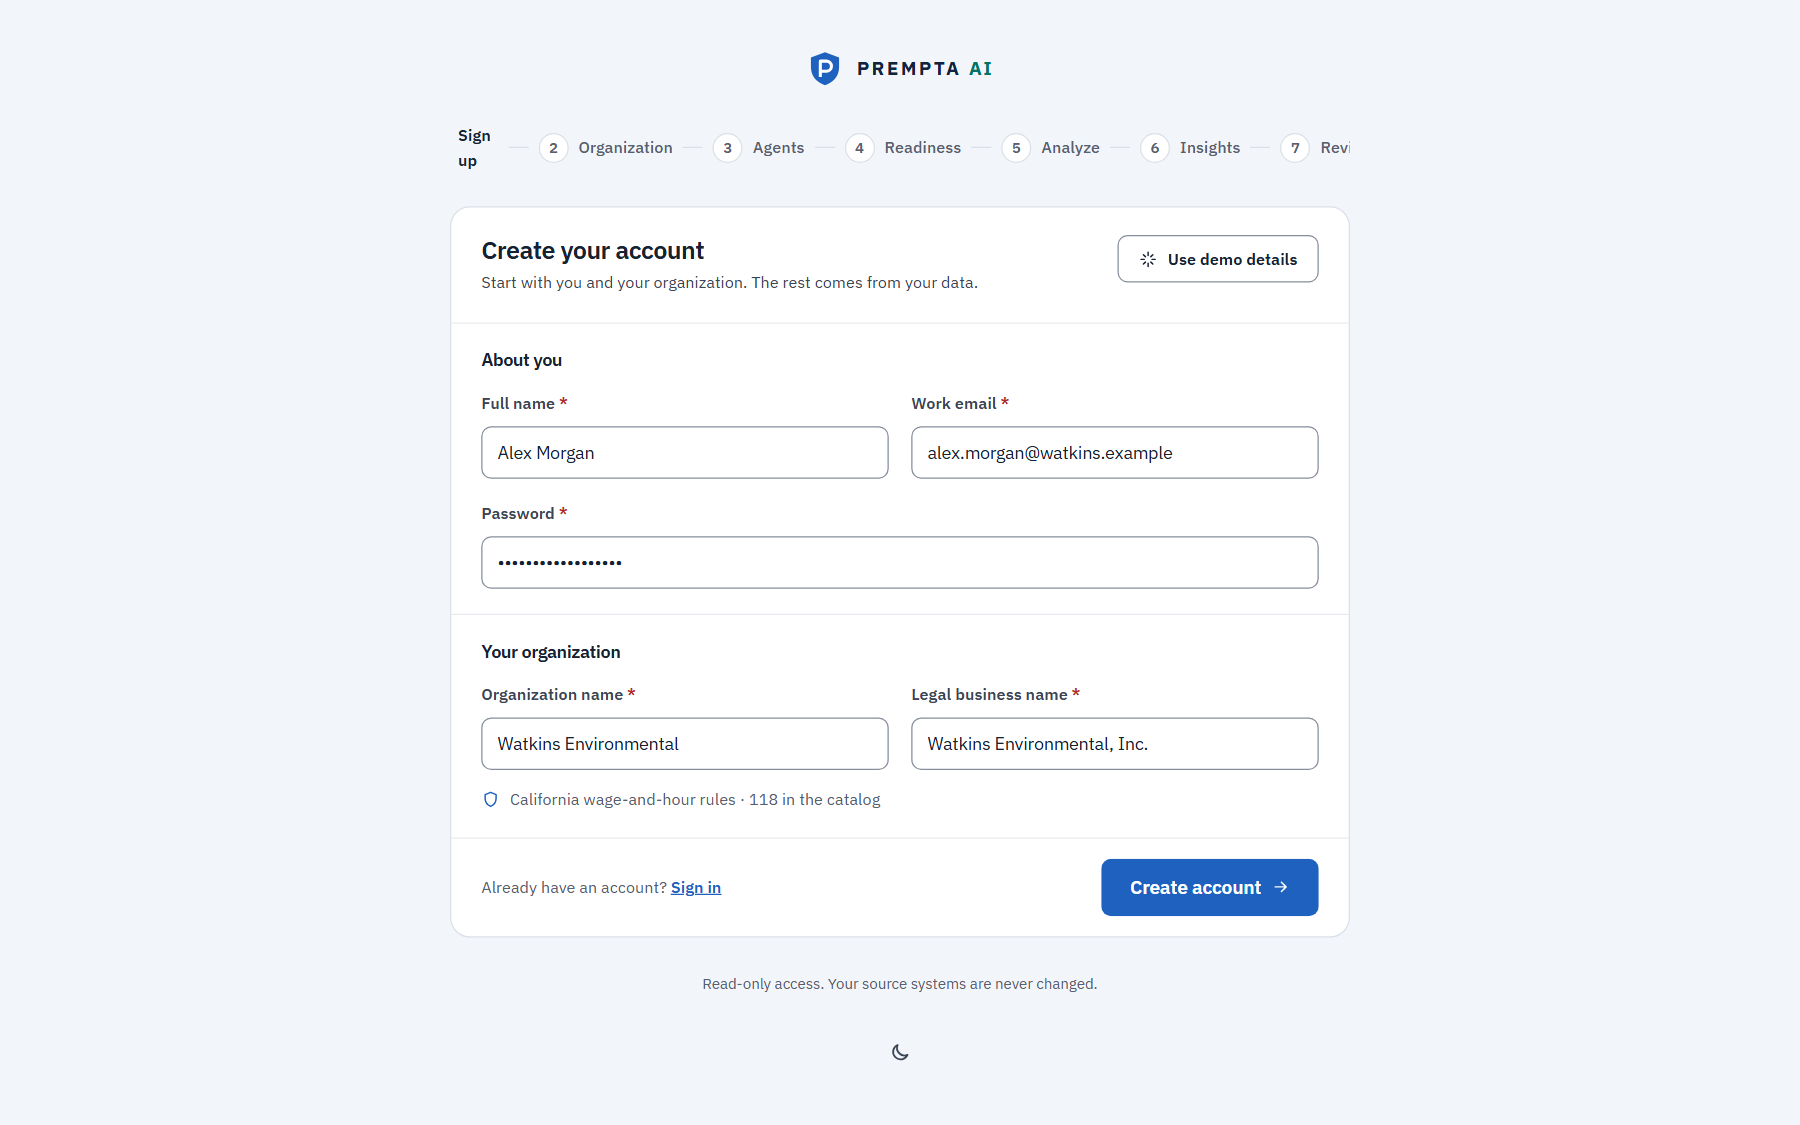 PREMPTA AI
Sign up
2 Organization
3 Agents
4 Readiness
5 Analyze
6 Insights
7 Revi
Create your account
Start with you and your organization. The rest comes from your data.
Use demo details
About you
Full name *
Alex Morgan
Work email *
alex.morgan@watkins.example
Password *
••••••••••••••••••
Your organization
Organization name *
Watkins Environmental
Legal business name *
Watkins Environmental, Inc.
California wage-and-hour rules · 118 in the catalog
Already have an account? Sign in
Create account →
Read-only access. Your source systems are never changed.